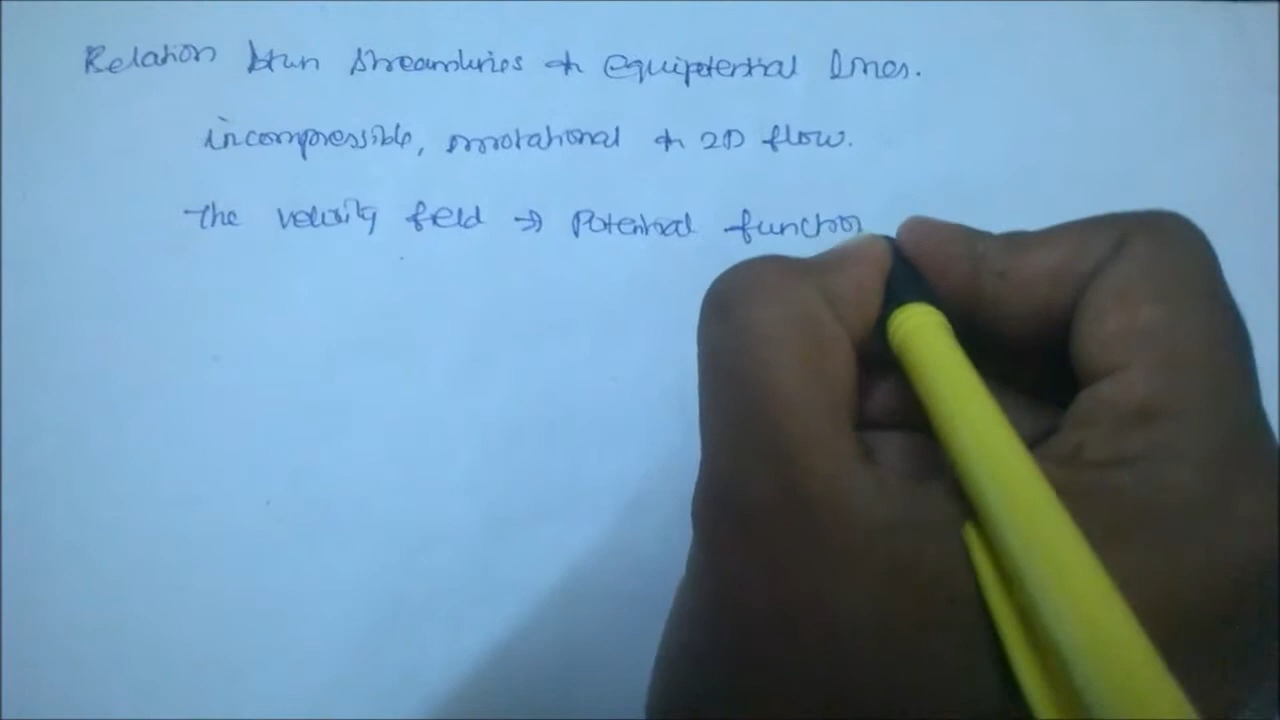 Relation btwn streamlines & equipotential lines.
incompressible, irrotational & 2D flow.
The velocity field → Potential function